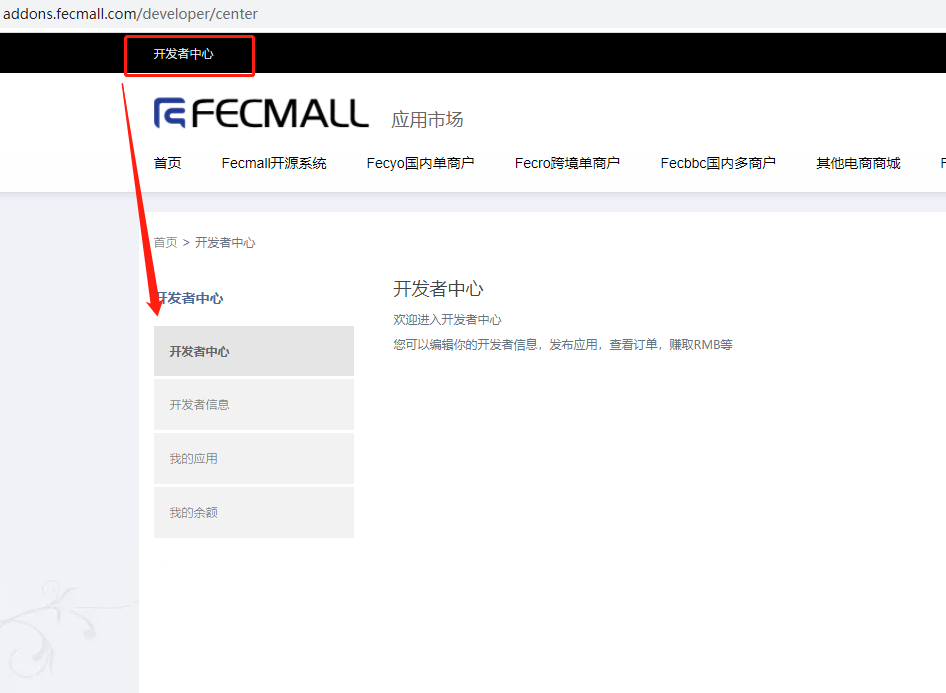 addons.fecmall.com/developer/center
开发者中心
FECMALL 应用市场
首页 Fecmall开源系统 Fecyo国内单商户 Fecro跨境单商户 Fecbbc国内多商户 其他电商商城
首页 > 开发者中心
开发者中心
开发者中心
开发者信息
我的应用
我的余额
开发者中心
欢迎进入开发者中心
您可以编辑你的开发者信息，发布应用，查看订单，赚取RMB等